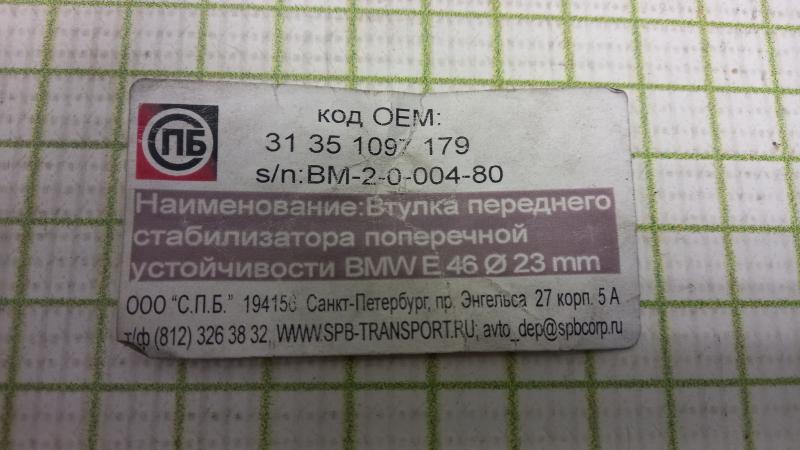 СПБ
код OEM:
31 35 1097 179
s/n:BM-2-0-004-80
Наименование:Втулка переднего
стабилизатора поперечной
устойчивости BMW E 46 Ø 23 mm
ООО "С.П.Б." 194156 Санкт-Петербург, пр. Энгельса 27 корп. 5 А
т/ф (812) 326 38 32, WWW.SPB-TRANSPORT.RU; avto_dep@spbcorp.ru